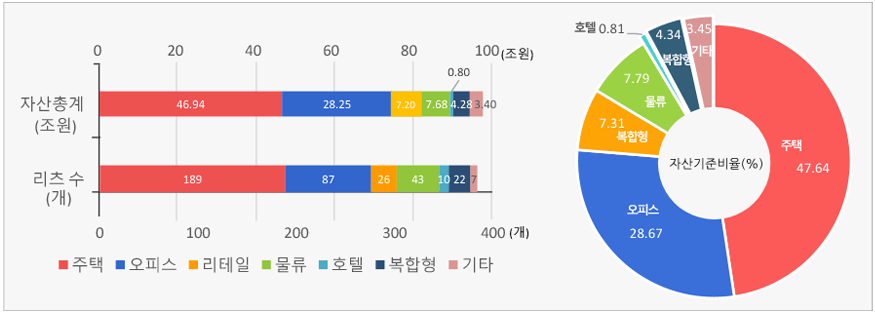 0 20 40 60 80 100 (조원)
0.80
자산총계
(조원)
46.94 28.25 7.20 7.68 4.28 3.40
리츠 수
(개)
189 87 26 43 10 22 7
0 100 200 300 400 (개)
주택 오피스 리테일 물류 호텔 복합형 기타
호텔 0.81
4.34
복합형
3.45
기타
7.79
물류
7.31
복합형
주택
47.64
자산기준비율(%)
오피스
28.67